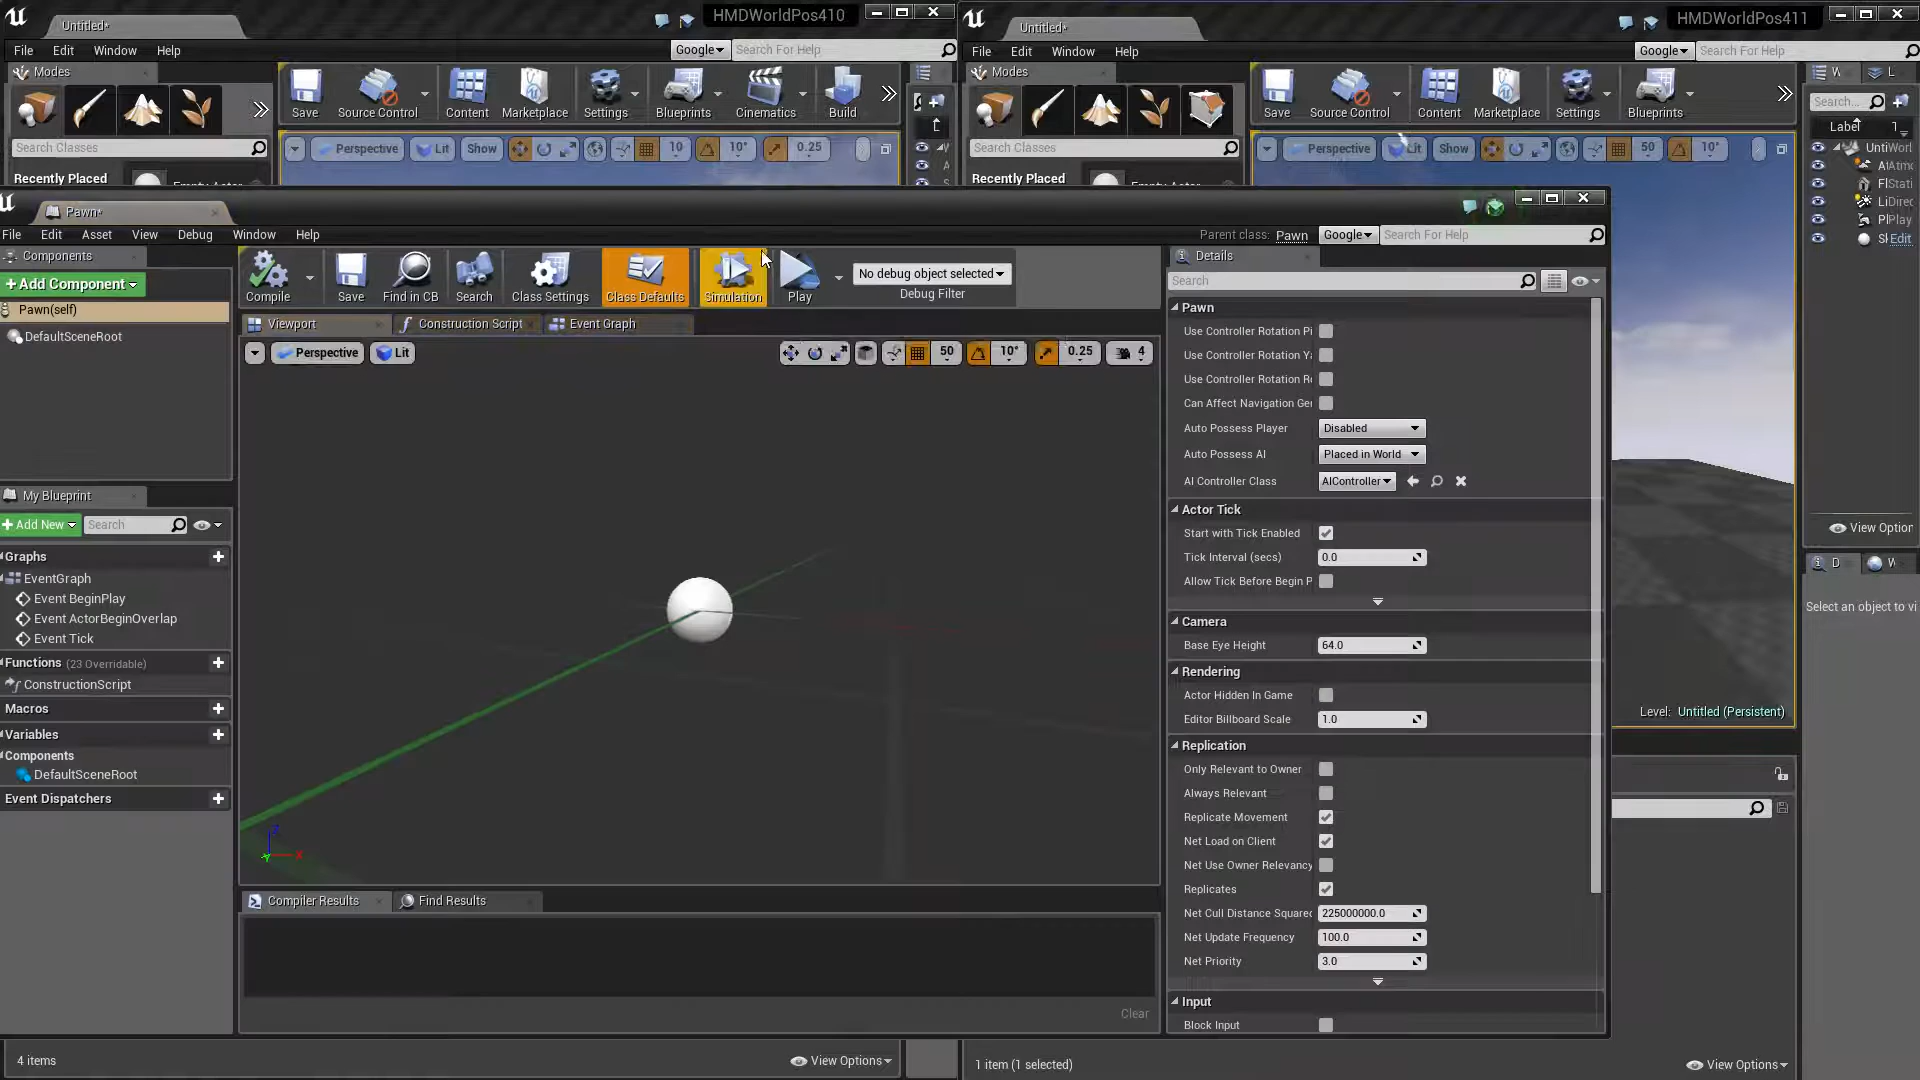 Untitled*
HMDWorldPos410
File Edit Window Help
Google
Search For Help
Modes
Save
Source Control
Content
Marketplace
Settings
Blueprints
Cinematics
Build
Search Classes
Perspective
Lit
Show
10
10°
0.25
Recently Placed
Untitled*
HMDWorldPos411
File Edit Window Help
Google
Search For Help
Modes
W
L
Save
Source Control
Content
Marketplace
Settings
Blueprints
Search...
Label
Search Classes
Perspective
Lit
Show
50
10°
Recently Placed
Edit
Pawn*
File Edit Asset View Debug Window Help
Parent class: Pawn
Google
Search For Help
Components
+ Add Component
Pawn(self)
DefaultSceneRoot
Compile
Save
Find in CB
Search
Class Settings
Class Defaults
Simulation
Play
No debug object selected
Debug Filter
Viewport
Construction Script
Event Graph
Perspective
Lit
50
10°
0.25
4
X
My Blueprint
+ Add New
Search
Graphs
EventGraph
Event BeginPlay
Event ActorBeginOverlap
Event Tick
Functions (23 Overridable)
ConstructionScript
Macros
Variables
Components
DefaultSceneRoot
Event Dispatchers
Compiler Results
Find Results
Clear
Details
Search
Pawn
Use Controller Rotation Pi
Use Controller Rotation Ya
Use Controller Rotation Ro
Can Affect Navigation Ge
Auto Possess Player
Disabled
Auto Possess AI
Placed in World
AI Controller Class
AIController
Actor Tick
Start with Tick Enabled
Tick Interval (secs)
0.0
Allow Tick Before Begin P
Camera
Base Eye Height
64.0
Rendering
Actor Hidden In Game
Editor Billboard Scale
1.0
Replication
Only Relevant to Owner
Always Relevant
Replicate Movement
Net Load on Client
Net Use Owner Relevancy
Replicates
Net Cull Distance Square
225000000.0
Net Update Frequency
100.0
Net Priority
3.0
Input
Block Input
View Option
D
W
Select an object to vi
Level: Untitled (Persistent)
4 items
View Options
1 item (1 selected)
View Options